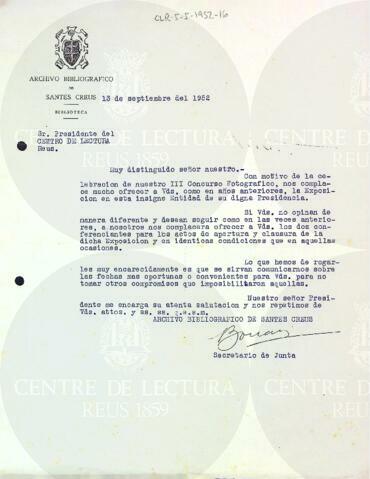 CLR-5-5-1952-16
ARCHIVO BIBLIOGRAFICO
DE
SANTES CREUS
BIBLIOTECA
13 de septiembre del 1952
Sr. Presidente del
CENTRO DE LECTURA
Reus.
Muy distinguido señor nuestro.-
Con motivo de la ce-
lebracion de nuestro III Concurso Fotografico, nos compla-
ce mucho ofrecer a Vds, como en años anteriores, la Exposi-
cion en esta insigne Entidad de su digna Presidencia.
Si Vds. no opinan de
manera diferente y desean seguir como en las veces anterio-
res, a nosotros nos complacera ofrecer a Vds. los dos con-
ferenciantes para los actos de apertura y clausura de la
dicha Exposicion y en identicas condiciones que en aquellas
ocasiones.
Lo que hemos de rogar-
les muy encarecidamente es que se sirvan comunicarnos sobre
las fechas mas oportunas o convenientes para Vds. para no
tomar otros compromisos que imposibilitaran aquellas.
Nuestro señor Presi-
dente me encarga su atenta salutacion y nos repetimos de
Vds. attos. y ss. ss. q.e.s.m.
ARCHIVO BIBLIOGRAFICO DE SANTES CREUS
Secretario de Junta
CENTRE DE LECTURA
REUS 1859